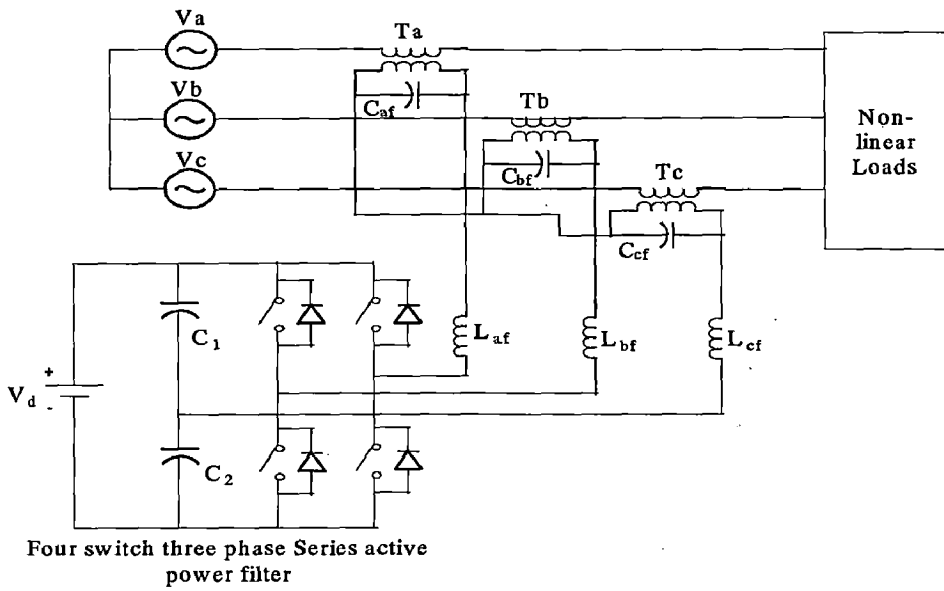 Va
Ta
Caf
Vb
Tb
Cbf
Vc
Tc
Ccf
Non-
linear
Loads
C1
Laf
Lbf
Lcf
+
Vd
-
C2
Four switch three phase Series active
power filter